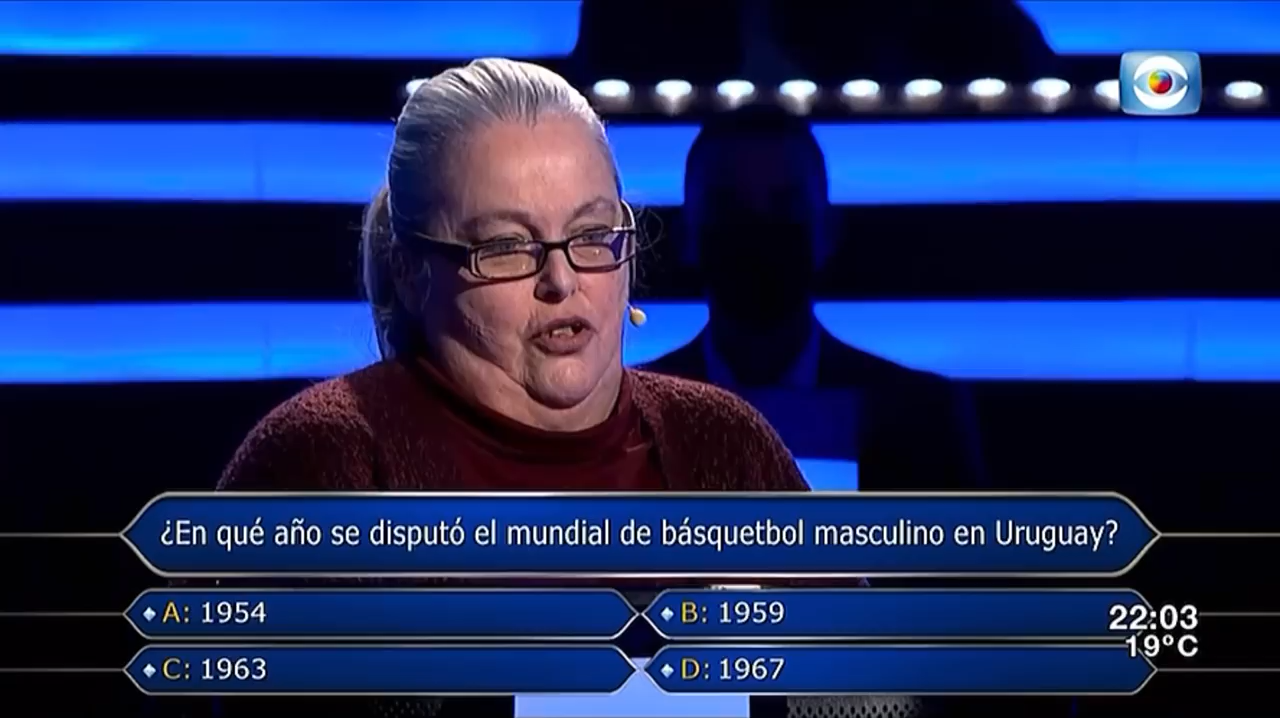 ¿En qué año se disputó el mundial de básquetbol masculino en Uruguay?
A: 1954
B: 1959
C: 1963
D: 1967
22:03
19°C